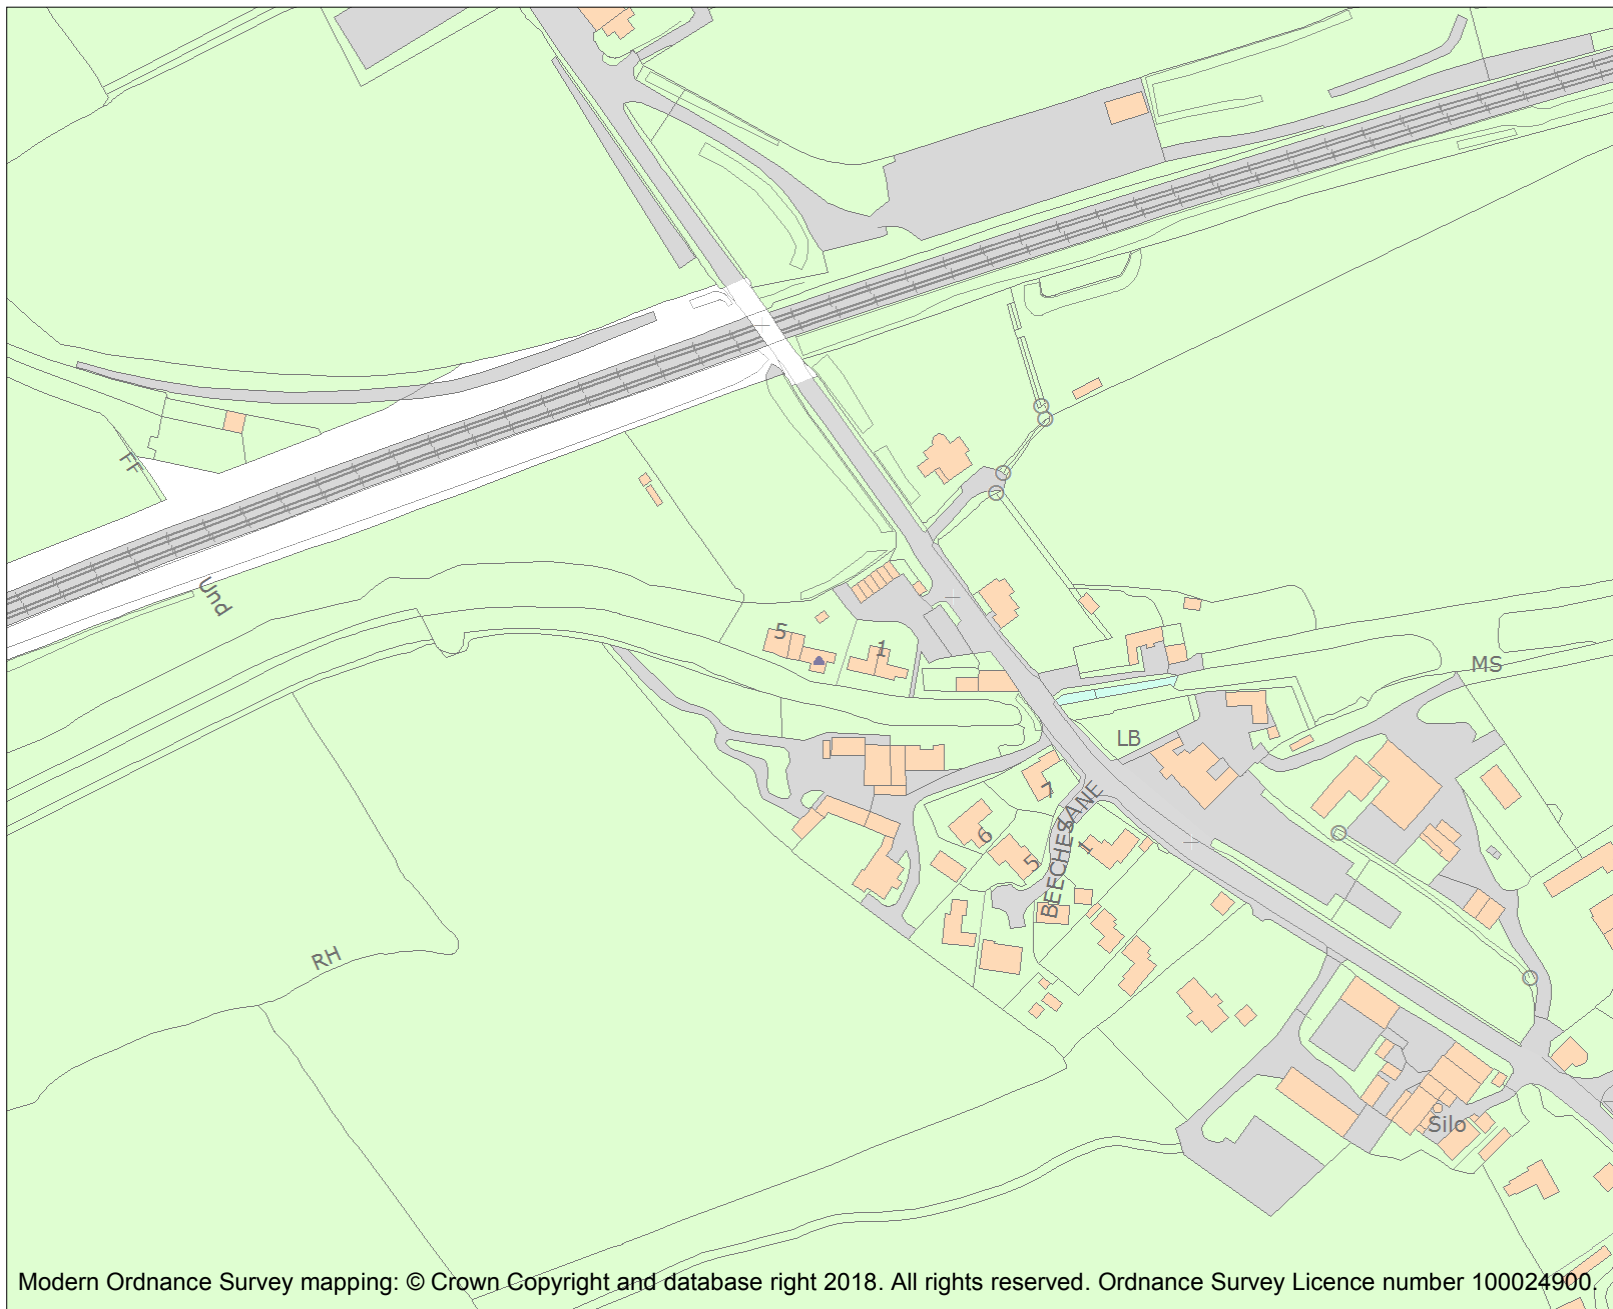 FF
Und
5
1
MS
LB
7
BEECHES LANE
6
5
1
RH
Silo
Modern Ordnance Survey mapping: © Crown Copyright and database right 2018. All rights reserved. Ordnance Survey Licence number 100024900.